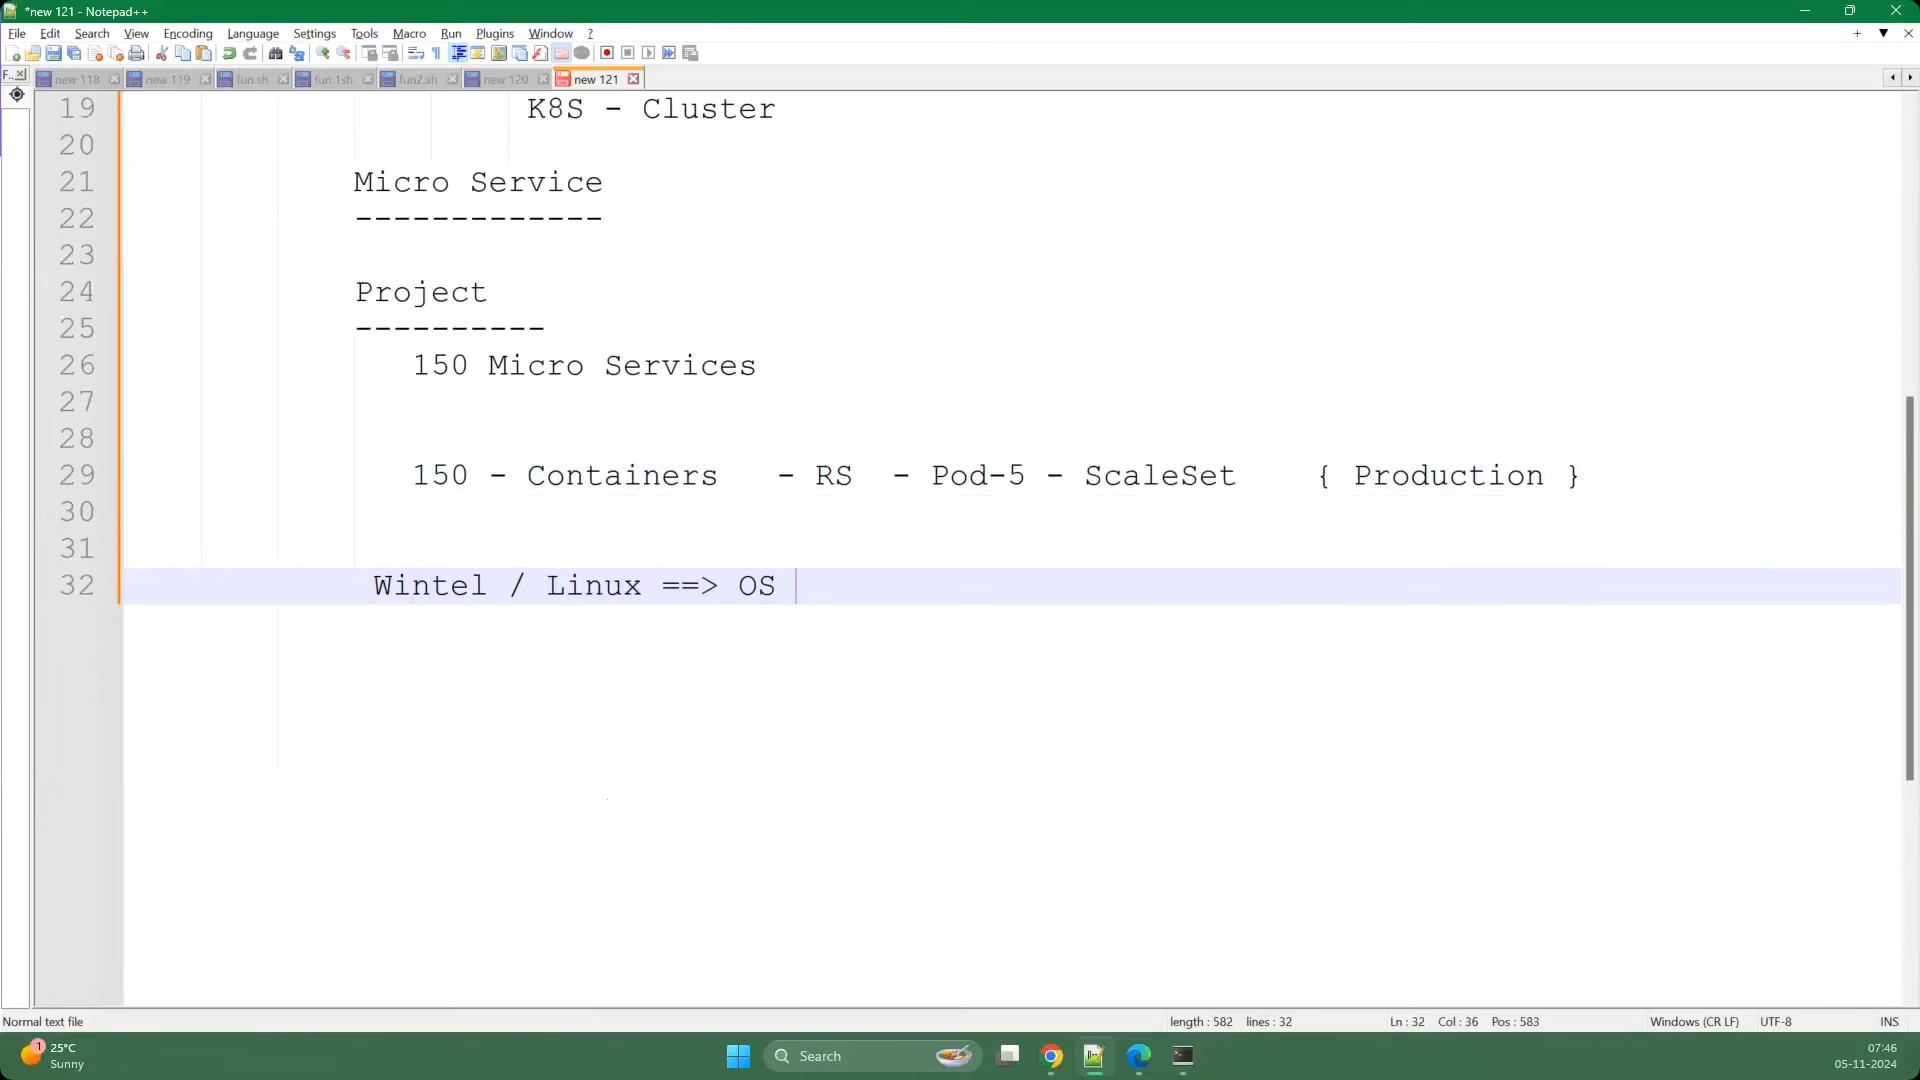 *new 121 - Notepad++
File Edit Search View Encoding Language Settings Tools Macro Run Plugins Window ?
F.. new 118 new 119 fun.sh fun.1sh fun2.sh new 120 new 121
19 K8S - Cluster
20
21 Micro Service
22 -------------
23
24 Project
25 ----------
26 150 Micro Services
27
28
29 150 - Containers - RS - Pod-5 - ScaleSet { Production }
30
31
32 Wintel / Linux ==> OS
Normal text file length : 582 lines : 32 Ln : 32 Col : 36 Pos : 583 Windows (CR LF) UTF-8 INS
1 25°C Search 07:46
Sunny 05-11-2024